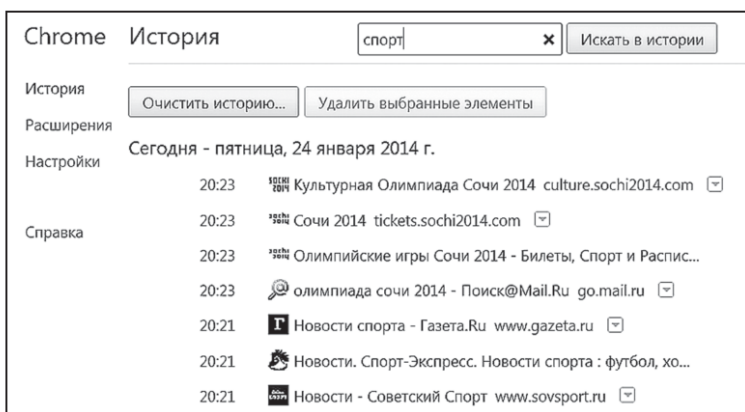 Chrome История спорт × Искать в истории
История
Очистить историю... Удалить выбранные элементы
Расширения
Сегодня - пятница, 24 января 2014 г.
Настройки
20:23 Культурная Олимпиада Сочи 2014 culture.sochi2014.com
20:23 Сочи 2014 tickets.sochi2014.com
Справка
20:23 Олимпийские игры Сочи 2014 - Билеты, Спорт и Распис...
20:23 олимпиада сочи 2014 - Поиск@Mail.Ru go.mail.ru
20:21 Новости спорта - Газета.Ru www.gazeta.ru
20:21 Новости. Спорт-Экспресс. Новости спорта : футбол, хо...
20:21 Новости - Советский Спорт www.sovsport.ru